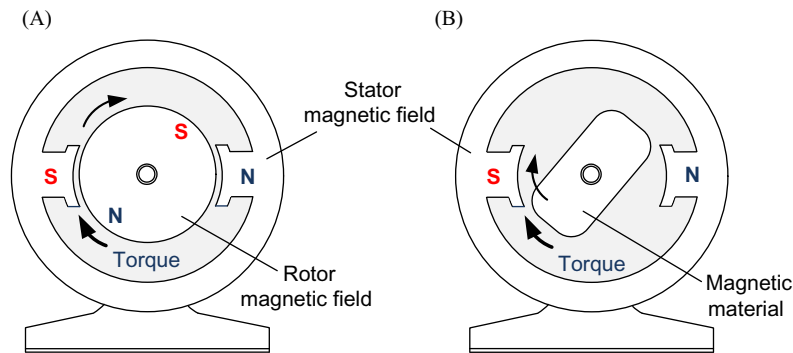 (A)
(B)
Stator
magnetic field
S
S
N
N
Torque
Rotor
magnetic field
S
N
Torque
Magnetic
material